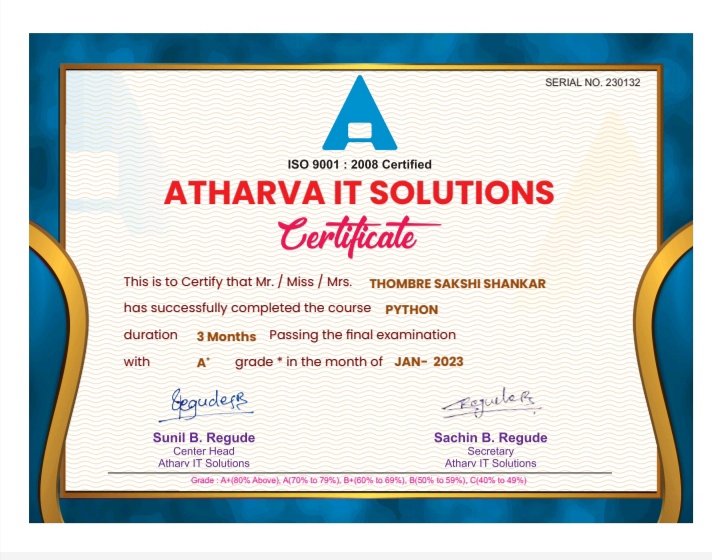 SERIAL NO. 230132
ISO 9001 : 2008 Certified
ATHARVA IT SOLUTIONS
Certificate
This is to Certify that Mr. / Miss / Mrs. THOMBRE SAKSHI SHANKAR
has successfully completed the course PYTHON
duration 3 Months Passing the final examination
with A+ grade * in the month of JAN- 2023
Sunil B. Regude Sachin B. Regude
Center Head Secretary
Atharv IT Solutions Atharv IT Solutions
Grade : A+(80% Above), A(70% to 79%), B+(60% to 69%), B(50% to 59%), C(40% to 49%)